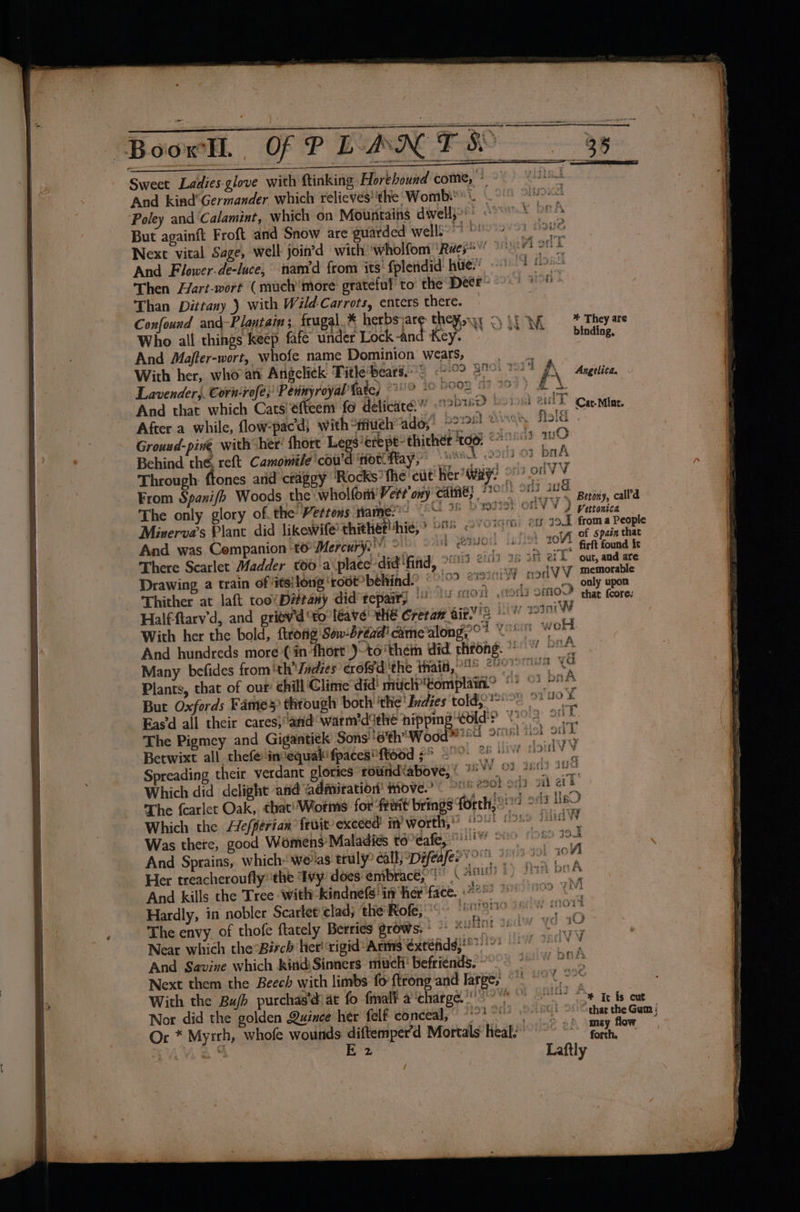 Book II. Of PLANTS. 35
Sweet Ladies glove with ſtinking Horehound come,
And kind Germander which relieves the Womb.
Poley and Calamint, which on Mountains dwell,
But againſt Froſt and Snow are guarded well.
Next vital Sage, well join'd with wholſom Rue,
And Flower-de-luce, nam'd from its ſplendid hue.
Then Hart-wort (much more grateful to the Deer
Than Dittany) with Wild Carrots, enters there.
Confound and Plantain; frugal * herbs are they, * They are binding.
Who all things keep ſafe under Lock and Key.
And Maſter-wort, whoſe name Dominion wears,
With her, who an Angelick Title bears. Angelica.
Lavender, Corn-roſe, Pennyroyal ſate,
And that which Cats eſteem ſo delicate. Cat-Mint.
After a while, ſlow-pac'd, with much ado,
Ground-pine with her ſhort Legs crept thither too.
Behind the reſt Camomile cou'd not ſtay,
Through ſtones and craggy Rocks ſhe cut her way.
From Spaniſh Woods the wholſom Vett'ony came, Betony, call'd
The only glory of the Vettons name. Vettonica
Minerva's Plant did likewiſe thither hie, from a People
And was Companion to Mercury. of Spain that
There Scarlet Madder too a place did find, firſt found it out, and are
Drawing a train of its long root behind. memorable
Thither at laſt too Dittany did repair, only upon that ſcore.
Half-ſtarv'd, and griev'd to leave the Cretan air.
With her the bold, ſtrong Sow-bread came along,
And hundreds more (in ſhort) to them did throng.
Many beſides from th' Indies croſs'd the main,
Plants, that of our chill Clime did much complain.
But Oxfords Fame, through both the Indies told,
Eas'd all their cares, and warm'd the nipping cold.
The Pigmey and Gigantick Sons o'th' Wood
Betwixt all theſe in equal ſpaces ſtood;
Spreading their verdant glories round above,
Which did delight and admiration move.
The ſcarlet Oak, that Worms for fruit brings forth,
Which the Heſperian fruit exceed in worth,
Was there, good Womens Maladies to eaſe,
And Sprains, which we as truly call, Diſeaſe.
Her treacherouſly the Ivy does embrace,
And kills the Tree with kindneſs in her face.
Hardly, in nobler Scarlet clad, the Roſe,
The envy of thoſe ſtately Berries grows.
Near which the Birch her rigid Arms extends,
And Savine which kind Sinners much befriends.
Next them the Beech with limbs ſo ſtrong and large,
With the Buſh purchas'd at ſo ſmall a charge.
Nor did the golden Quince her ſelf conceal, * It is cut that the Gum
Or * Myrrh, whoſe wounds diſtemper'd Mortals heal. may flow forth.
E 2 Laſtly